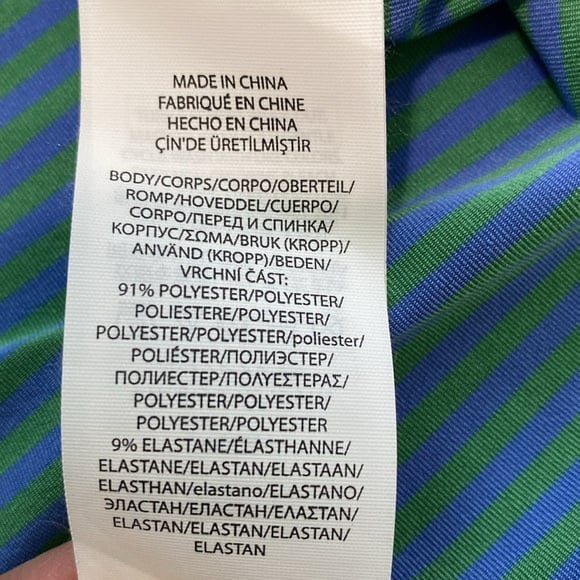 MADE IN CHINA
FABRIQUÉ EN CHINE
HECHO EN CHINA
ÇİN'DE ÜRETİLMİŞTİR
BODY/CORPS/CORPO/OBERTEIL/
ROMP/HOVEDDEL/CUERPO/
CORPO/ПЕРЕД И СПИНКА/
КОРПУС/ΣΩΜΑ/BRUK (KROPP)/
ANVÄND (KROPP)/BEDEN/
VRCHNÍ ČÁST:
91% POLYESTER/POLYESTER/
POLIESTERE/POLYESTER/
POLYESTER/POLYESTER/poliester/
POLIÉSTER/ПОЛИЭСТЕР/
ПОЛИЕСТЕР/ΠΟΛΥΕΣΤΕΡΑΣ/
POLYESTER/POLYESTER/
POLYESTER/POLYESTER
9% ELASTANE/ÉLASTHANNE/
ELASTANE/ELASTAN/ELASTAAN/
ELASTHAN/elastano/ELASTANO/
ЭЛАСТАН/ЕЛАСТАН/ΕΛΑΣΤΑΝ/
ELASTAN/ELASTAN/ELASTAN/
ELASTAN